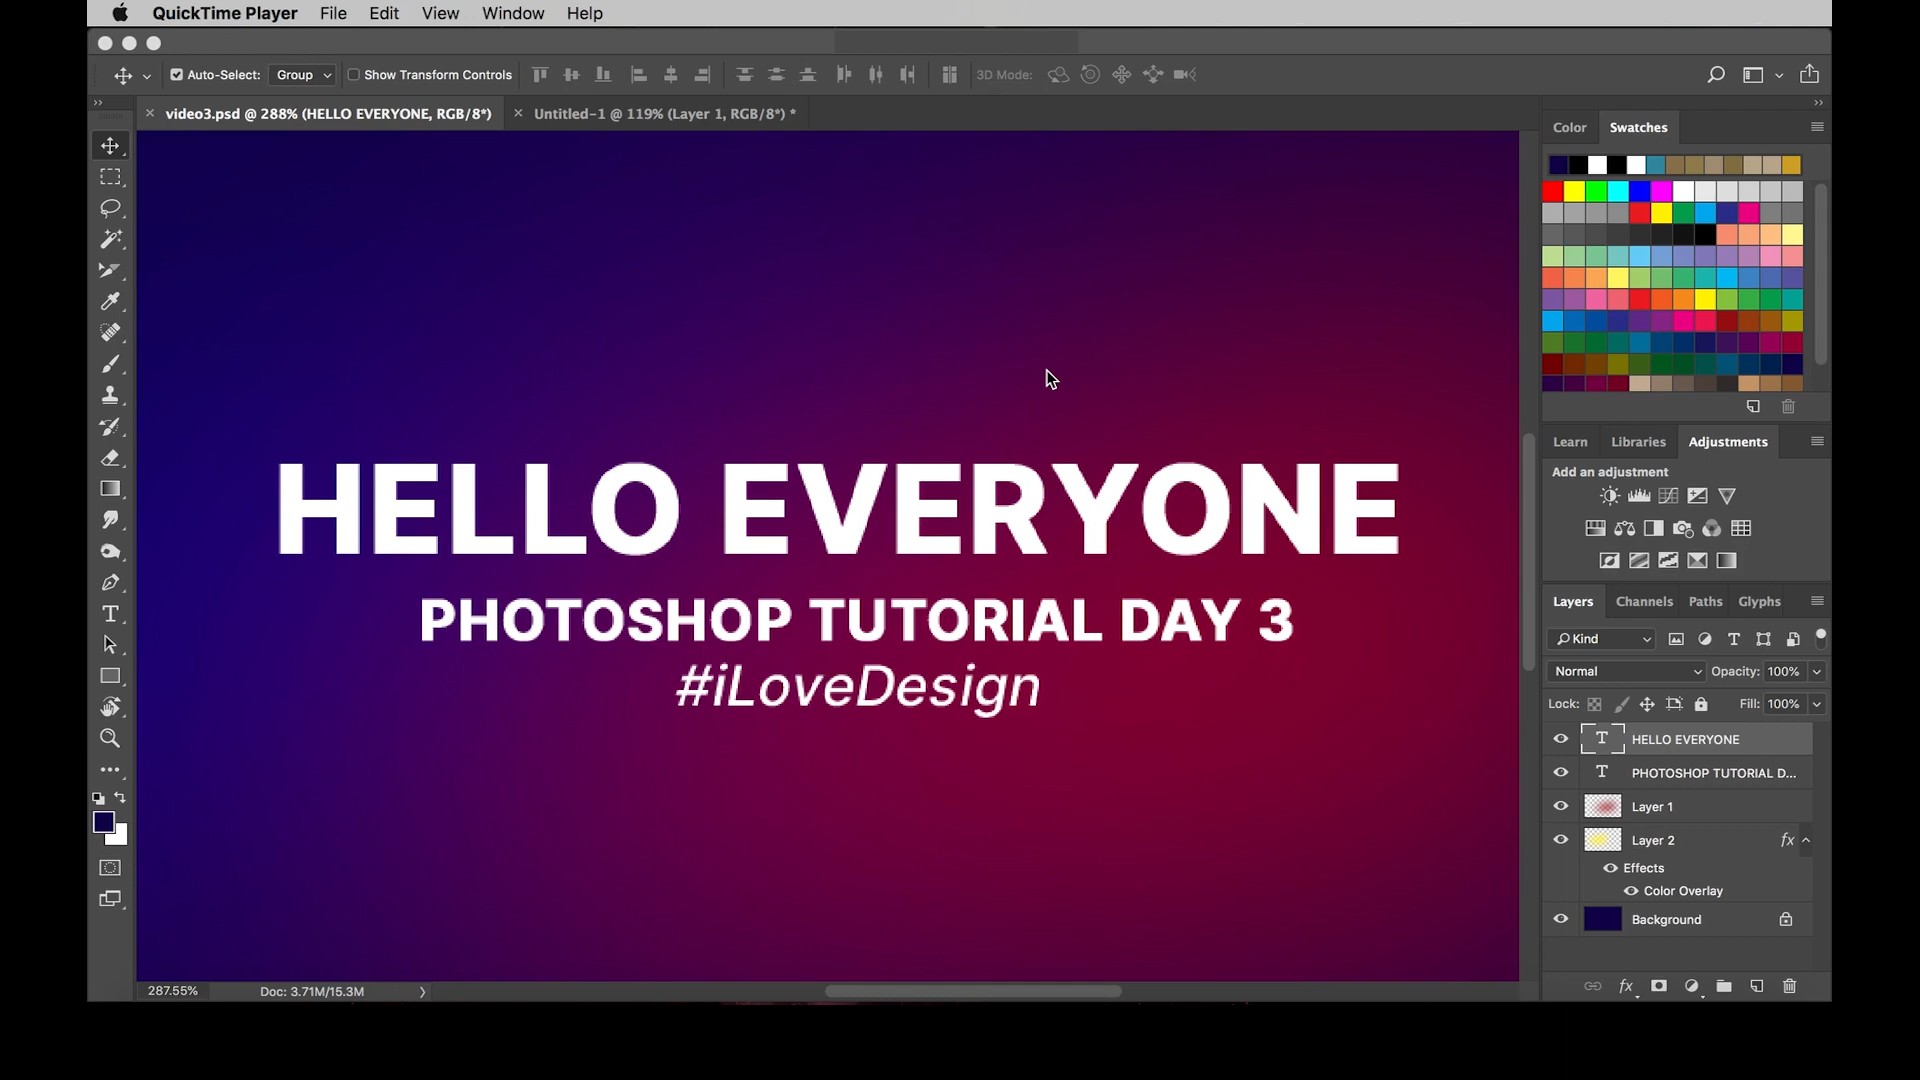 QuickTime Player File Edit View Window Help
Auto-Select: Group Show Transform Controls 3D Mode:
video3.psd @ 288% (HELLO EVERYONE, RGB/8*) Untitled-1 @ 119% (Layer 1, RGB/8*) *
Color Swatches
HELLO EVERYONE
PHOTOSHOP TUTORIAL DAY 3
#iLoveDesign
Learn Libraries Adjustments
Add an adjustment
Layers Channels Paths Glyphs
Kind
Normal Opacity: 100%
Lock: Fill: 100%
HELLO EVERYONE
PHOTOSHOP TUTORIAL D...
Layer 1
Layer 2 fx
Effects
Color Overlay
Background
287.55% Doc: 3.71M/15.3M
fx